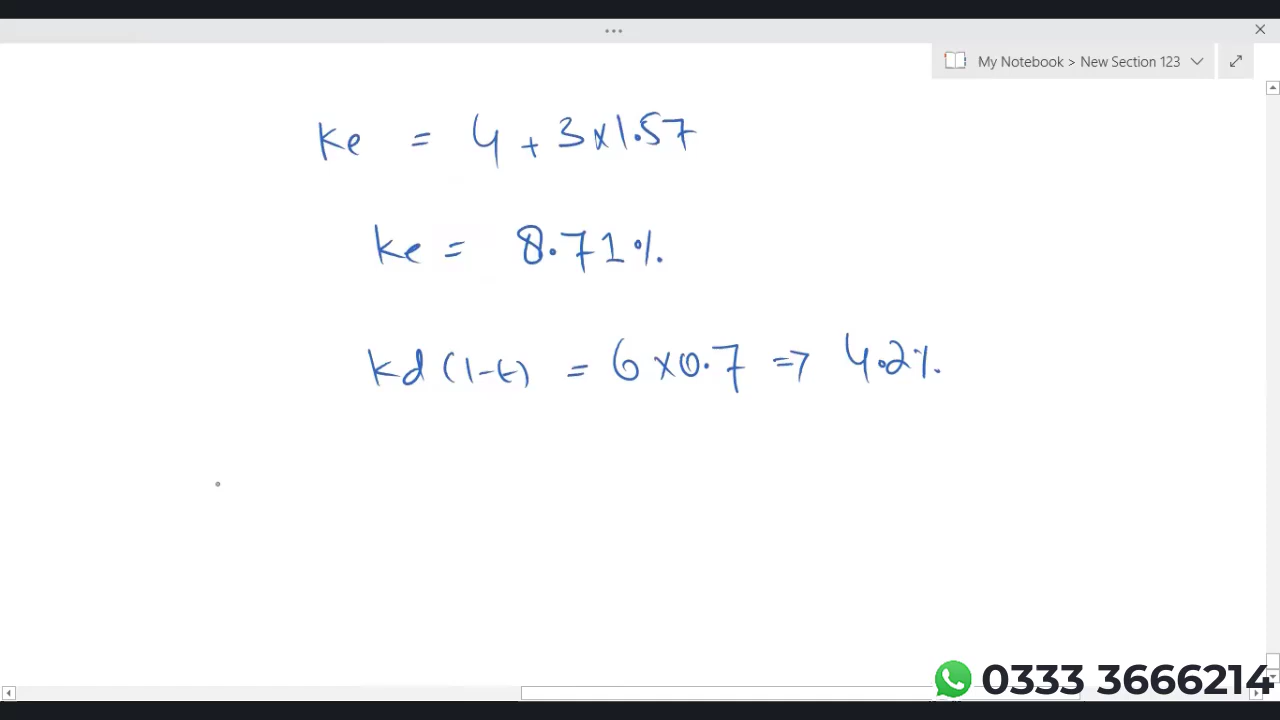 My Notebook > New Section 123
ke = 4 + 3x1.57
ke = 8.71%.
kd (1-t) = 6 x0.7 => 4.2%.
0333 3666214